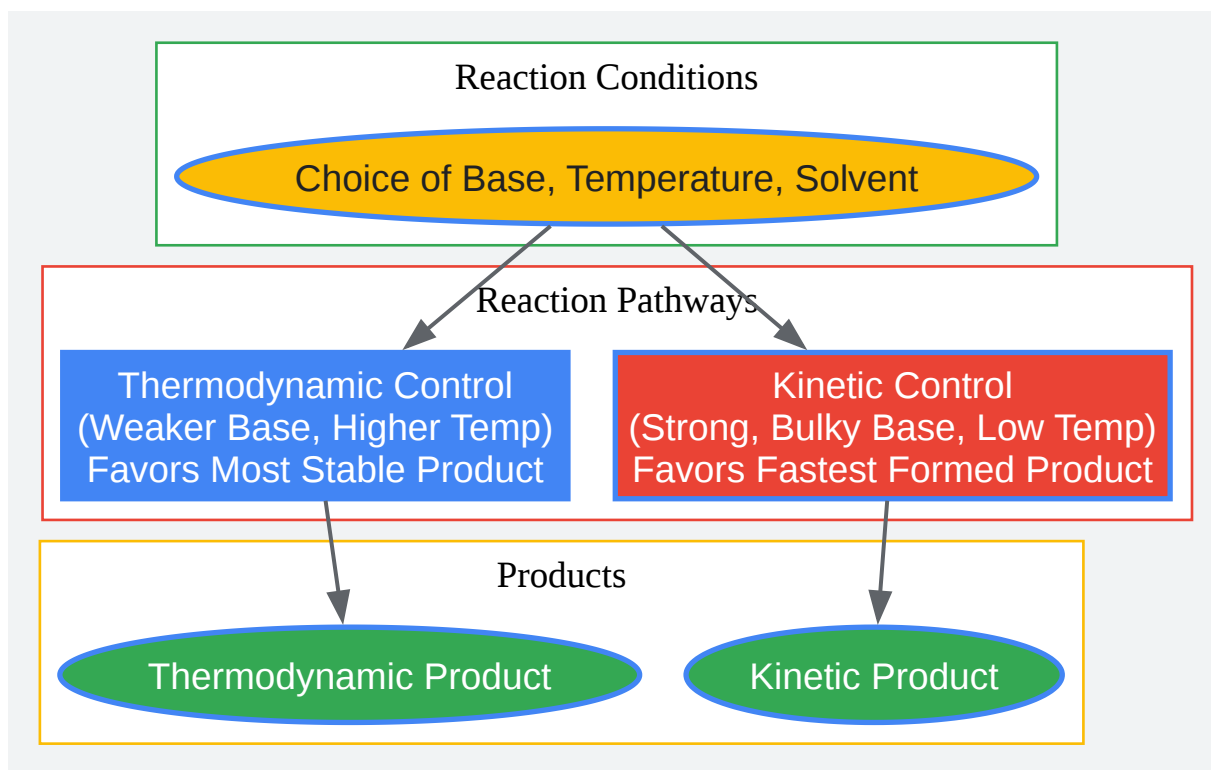 Reaction Conditions
Choice of Base, Temperature, Solvent
Reaction Pathways
Thermodynamic Control
(Weaker Base, Higher Temp)
Favors Most Stable Product
Kinetic Control
(Strong, Bulky Base, Low Temp)
Favors Fastest Formed Product
Products
Thermodynamic Product
Kinetic Product